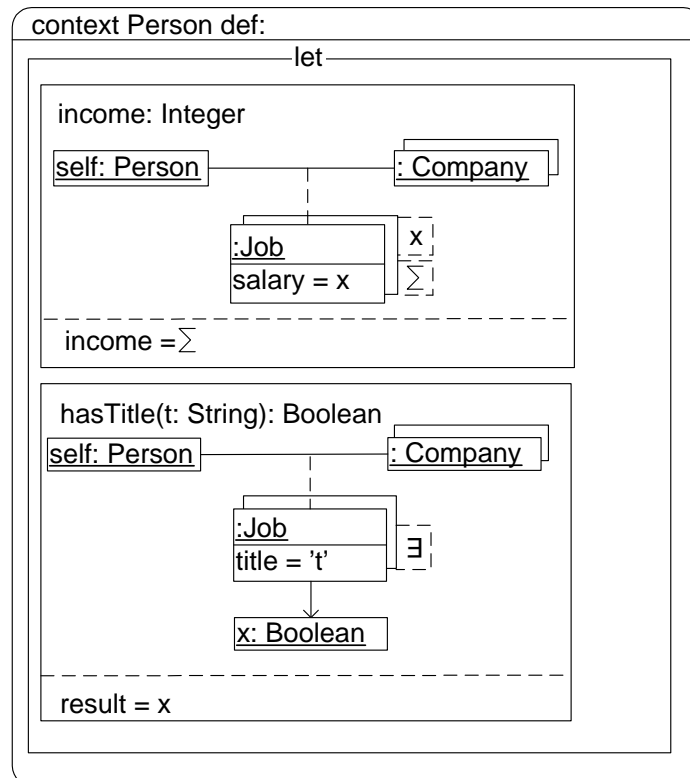 context Person def:
let
income: Integer
self: Person
: Company
:Job
x
salary = x
∑
income =∑
hasTitle(t: String): Boolean
self: Person
: Company
:Job
∃
title = ’t’
x: Boolean
result = x